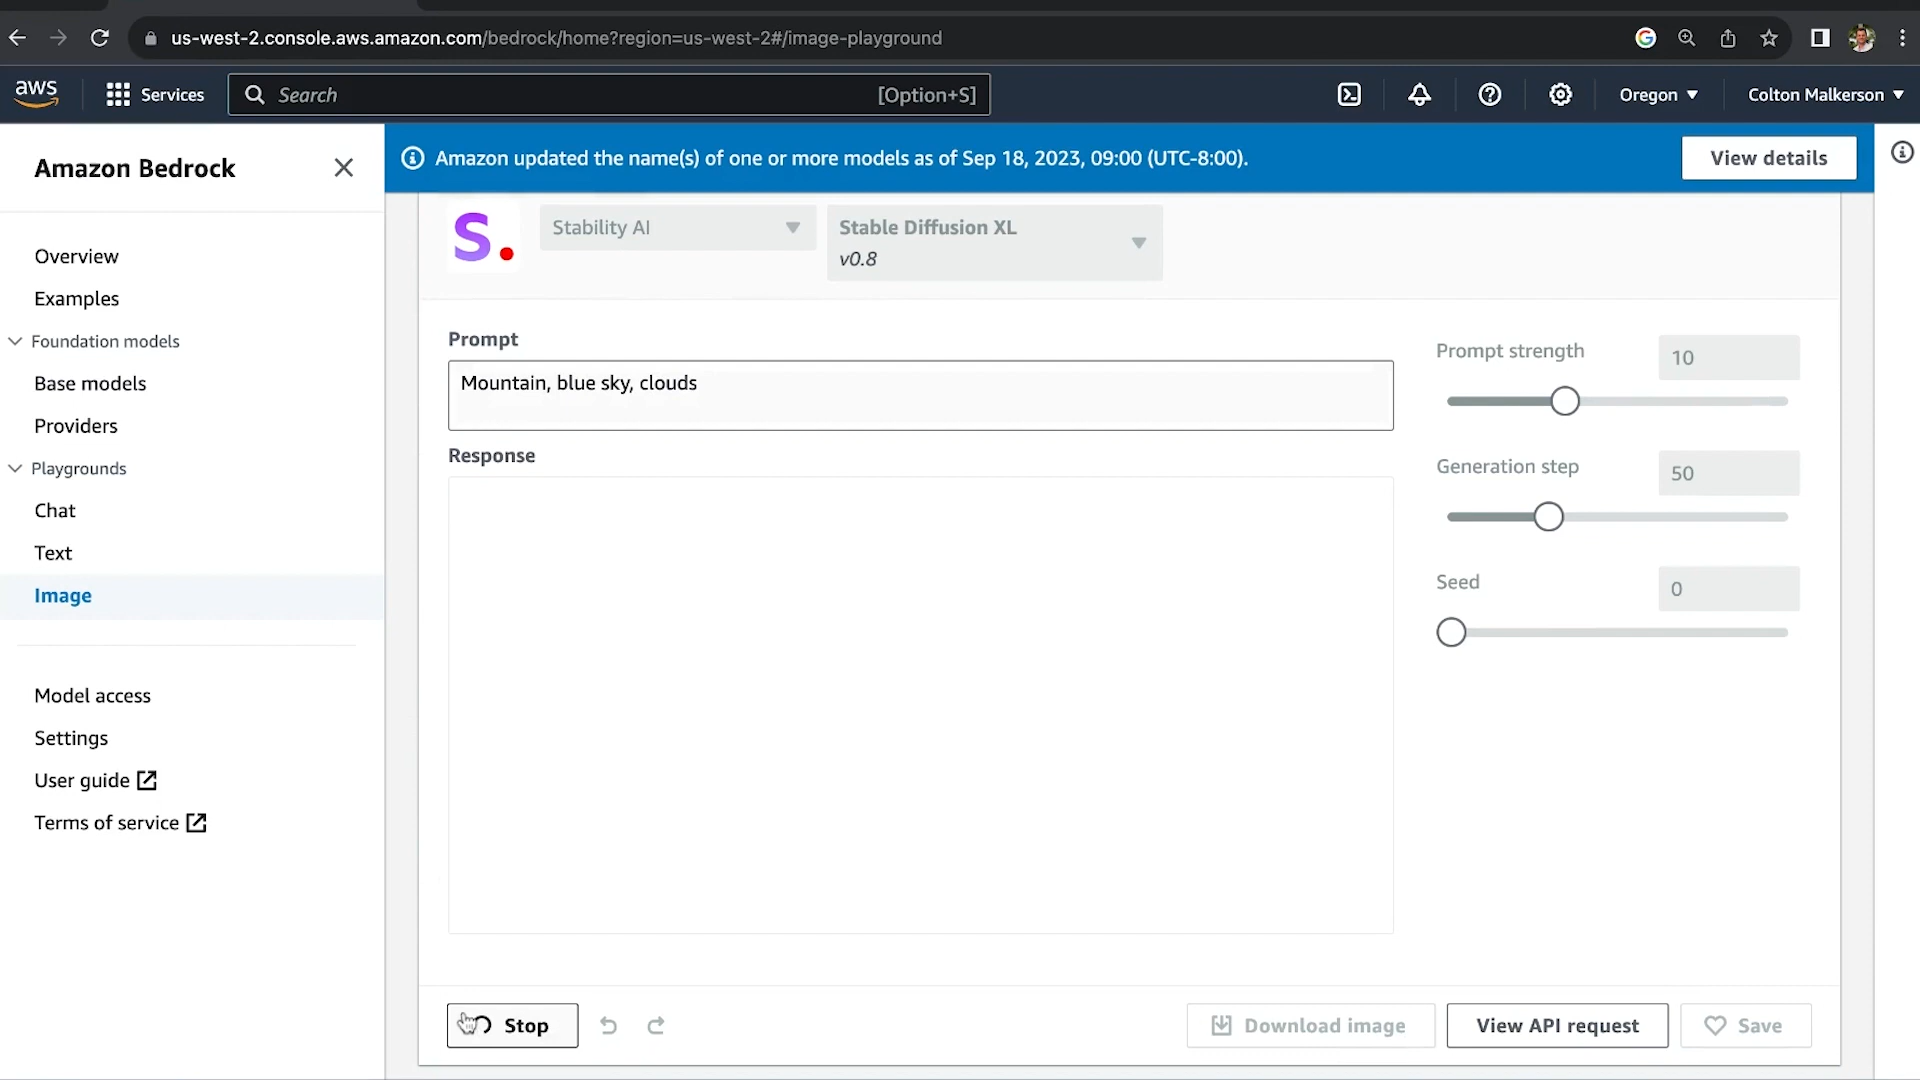 us-west-2.console.aws.amazon.com/bedrock/home?region=us-west-2#/image-playground
aws
Services
Search
[Option+S]
Oregon
Colton Malkerson
Amazon Bedrock
Amazon updated the name(s) of one or more models as of Sep 18, 2023, 09:00 (UTC-8:00).
View details
Overview
Examples
Foundation models
Base models
Providers
Playgrounds
Chat
Text
Image
Model access
Settings
User guide
Terms of service
S.
Stability AI
Stable Diffusion XL
v0.8
Prompt
Mountain, blue sky, clouds
Response
Prompt strength
10
Generation step
50
Seed
0
Stop
Download image
View API request
Save